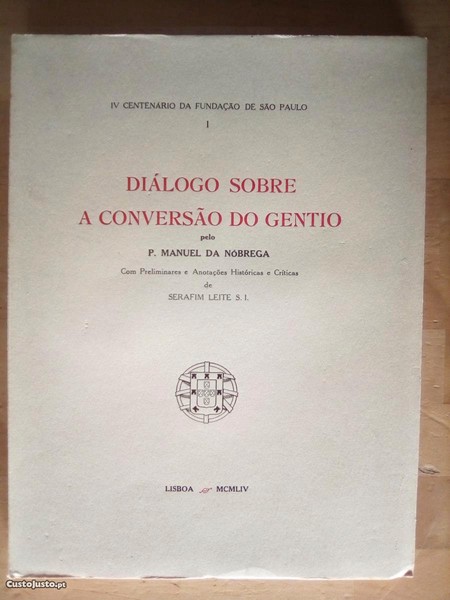 IV CENTENÁRIO DA FUNDAÇÃO DE SÃO PAULO
I
DIÁLOGO SOBRE
A CONVERSÃO DO GENTIO
pelo
P. MANUEL DA NÓBREGA
Com Preliminares e Anotações Históricas e Críticas
de
SERAFIM LEITE S. I.
LISBOA MCMLIV
CustoJusto.pt